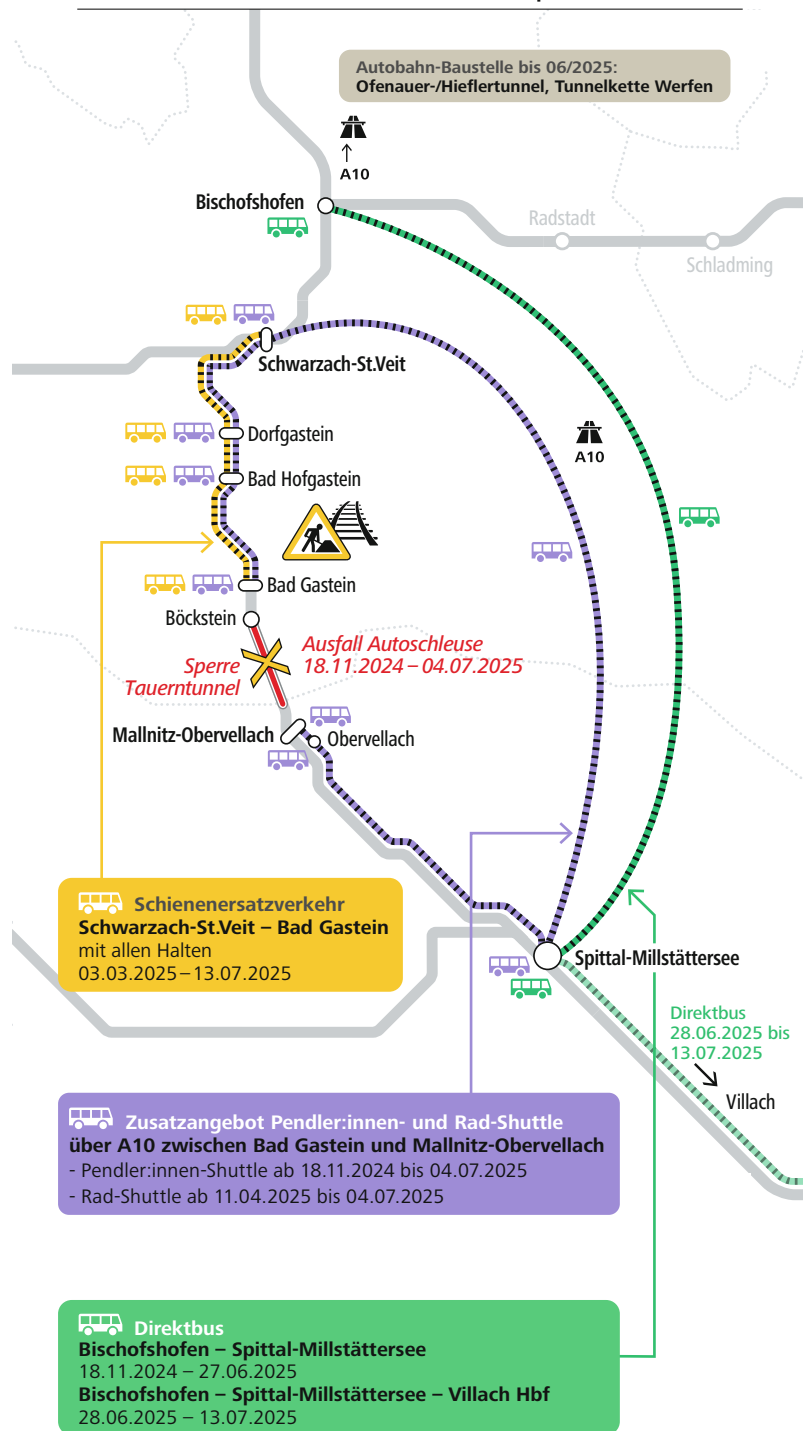 Autobahn-Baustelle bis 06/2025:
Ofenauer-/Hieflertunnel, Tunnelkette Werfen
A10
Bischofshofen
Radstadt
Schladming
Schwarzach-St.Veit
Dorfgastein
A10
Bad Hofgastein
Bad Gastein
Böckstein
Ausfall Autoschleuse
18.11.2024 – 04.07.2025
Sperre
Tauerntunnel
Mallnitz-Obervellach
Obervellach
Schienenersatzverkehr
Schwarzach-St.Veit – Bad Gastein
mit allen Halten
03.03.2025 – 13.07.2025
Spittal-Millstättersee
Direktbus
28.06.2025 bis
13.07.2025
Villach
Zusatzangebot Pendler:innen- und Rad-Shuttle
über A10 zwischen Bad Gastein und Mallnitz-Obervellach
- Pendler:innen-Shuttle ab 18.11.2024 bis 04.07.2025
- Rad-Shuttle ab 11.04.2025 bis 04.07.2025
Direktbus
Bischofshofen – Spittal-Millstättersee
18.11.2024 – 27.06.2025
Bischofshofen – Spittal-Millstättersee – Villach Hbf
28.06.2025 – 13.07.2025